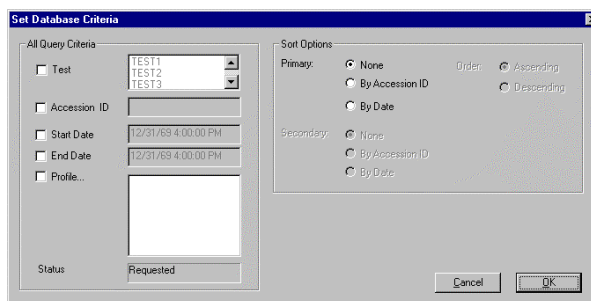 Set Database Criteria
All Query Criteria
Test
TEST1
TEST2
TEST3
Accession ID
Start Date
12/31/69 4:00:00 PM
End Date
12/31/69 4:00:00 PM
Profile...
Status
Requested
Sort Options
Primary:
None
By Accession ID
By Date
Order:
Ascending
Descending
Secondary:
None
By Accession ID
By Date
Cancel
OK